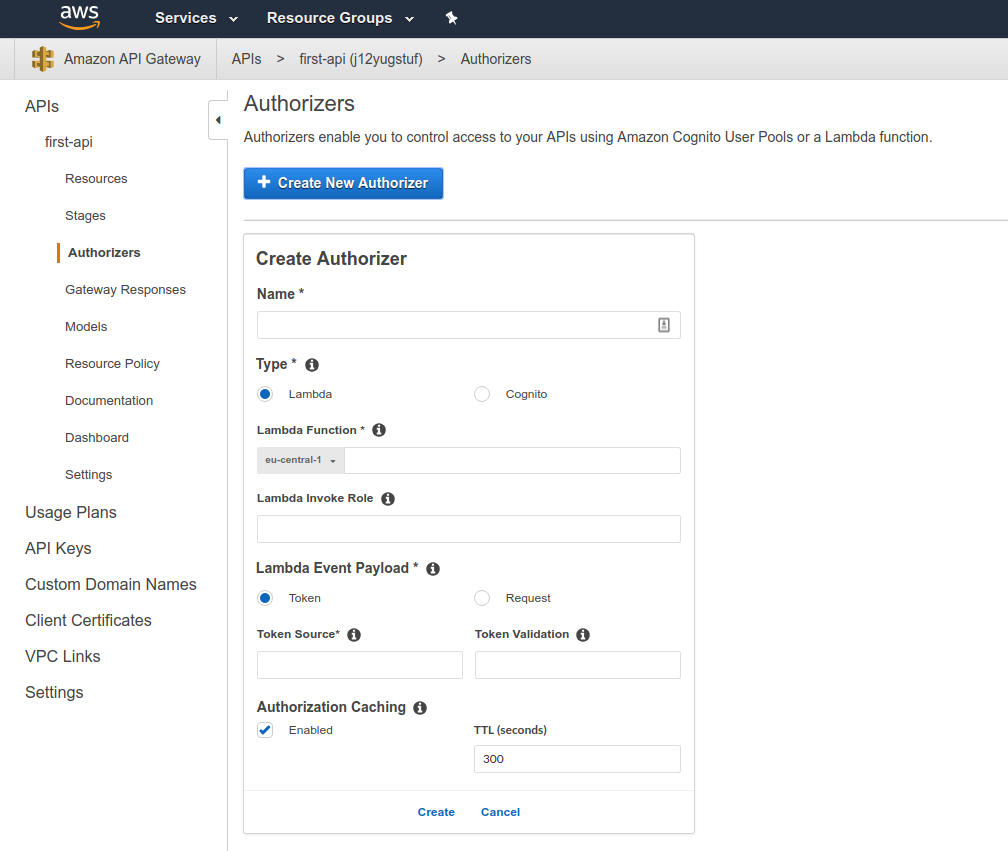 aws Services Resource Groups
Amazon API Gateway APIs > first-api (j12yugstuf) > Authorizers
APIs
first-api
Resources
Stages
Authorizers
Gateway Responses
Models
Resource Policy
Documentation
Dashboard
Settings
Usage Plans
API Keys
Custom Domain Names
Client Certificates
VPC Links
Settings
Authorizers
Authorizers enable you to control access to your APIs using Amazon Cognito User Pools or a Lambda function.
+ Create New Authorizer
Create Authorizer
Name *
Type *
Lambda Cognito
Lambda Function *
eu-central-1
Lambda Invoke Role
Lambda Event Payload *
Token Request
Token Source* Token Validation
Authorization Caching
Enabled TTL (seconds)
300
Create Cancel